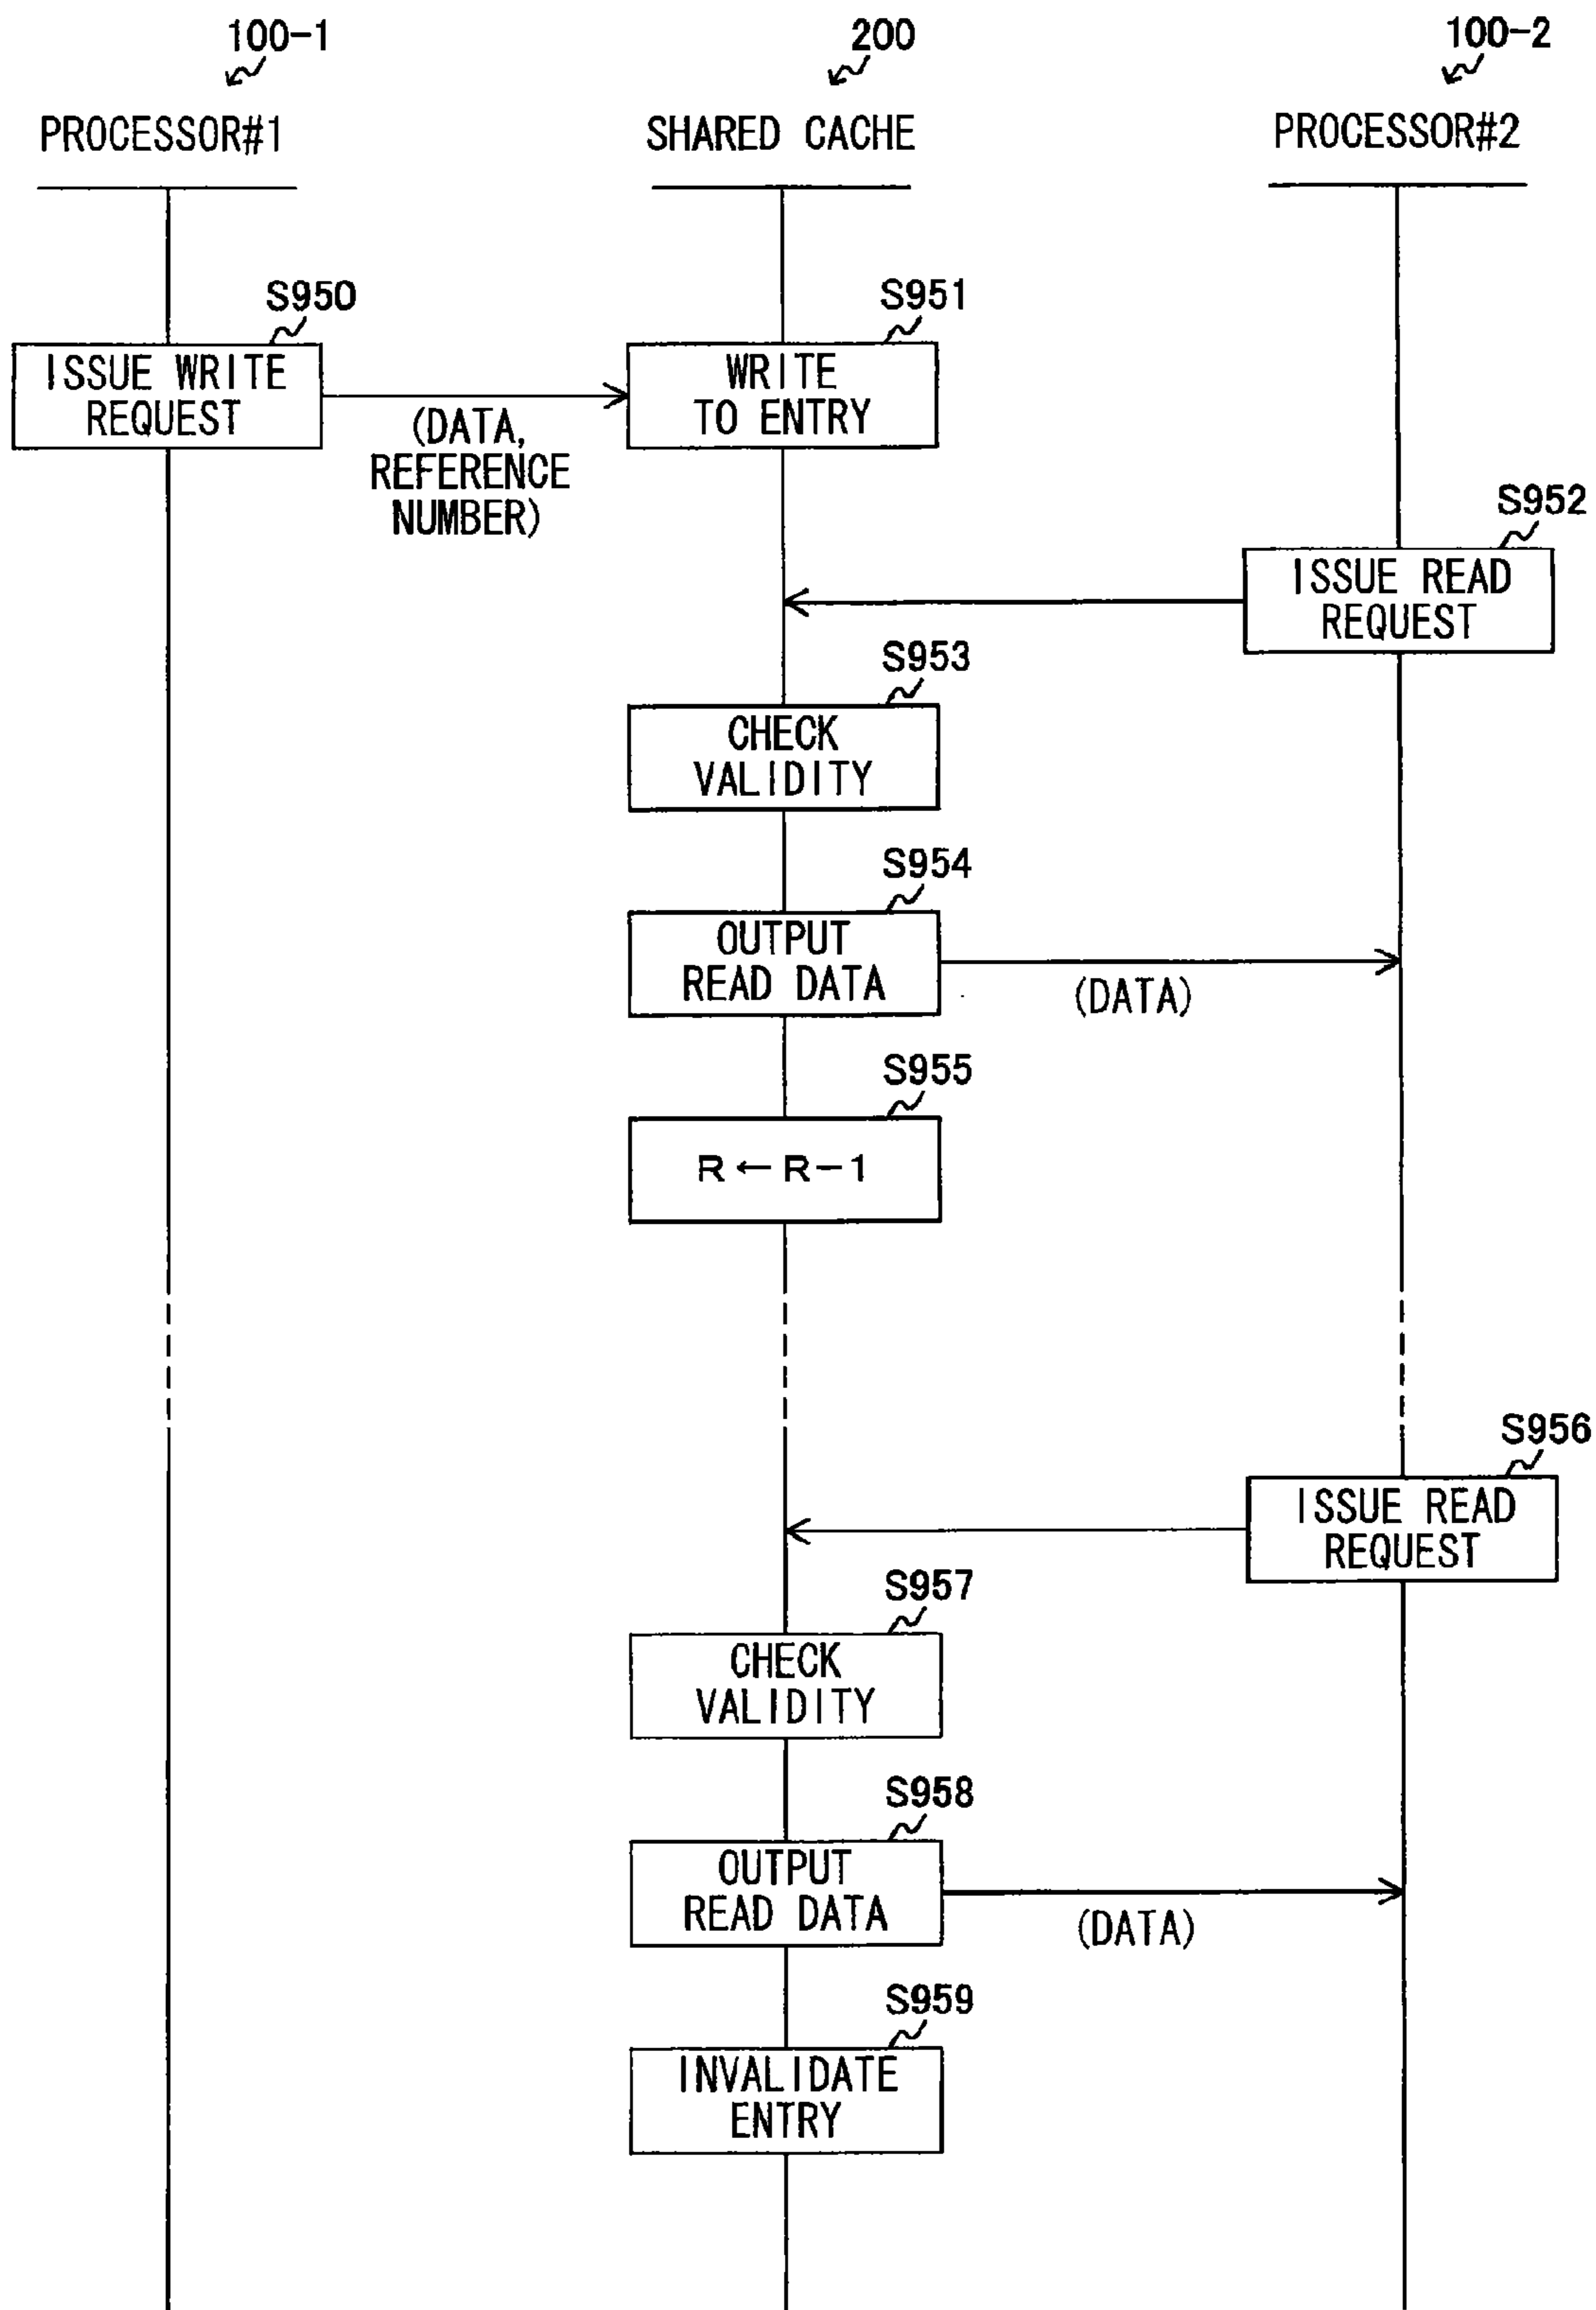 100-1
200
100-2
PROCESSOR#1
SHARED CACHE
PROCESSOR#2
S950
S951
ISSUE WRITE
REQUEST
(DATA,
REFERENCE
NUMBER)
WRITE
TO ENTRY
S952
ISSUE READ
REQUEST
S953
CHECK
VALIDITY
S954
OUTPUT
READ DATA
(DATA)
S955
R←R-1
S956
ISSUE READ
REQUEST
S957
CHECK
VALIDITY
S958
OUTPUT
READ DATA
(DATA)
S959
INVALIDATE
ENTRY